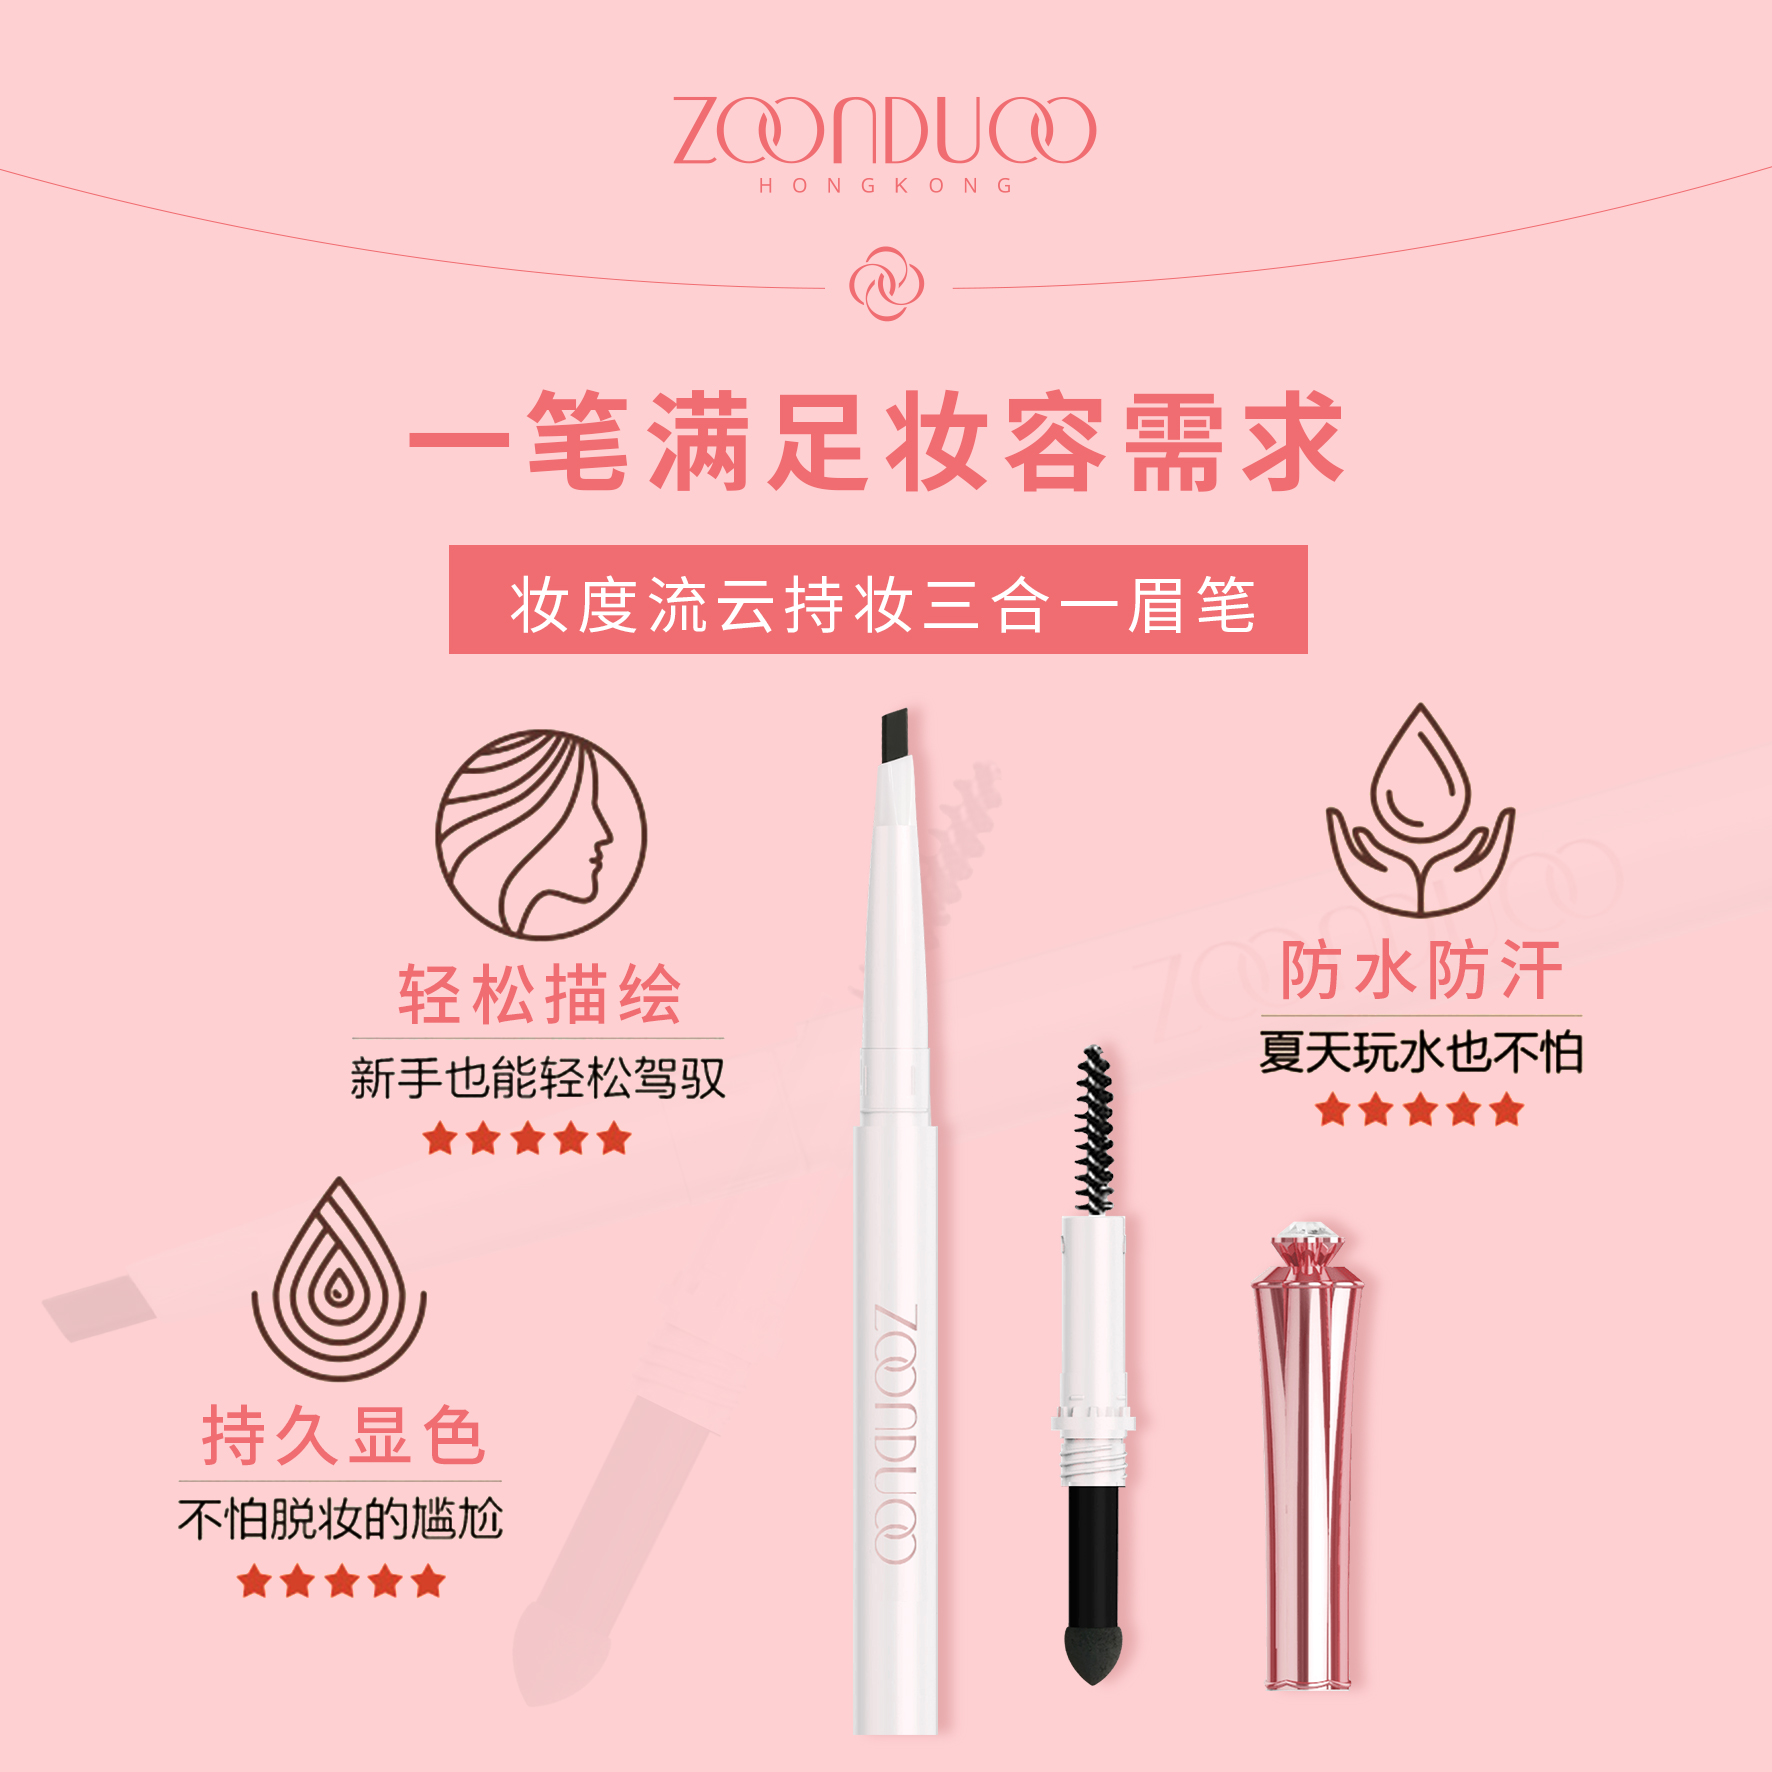 ZOONDUOO
HONGKONG
一笔满足妆容需求
妆度流云持妆三合一眉笔
轻松描绘
新手也能轻松驾驭
防水防汗
夏天玩水也不怕
持久显色
不怕脱妆的尴尬
ZOONDUOO
ZOONDUOO